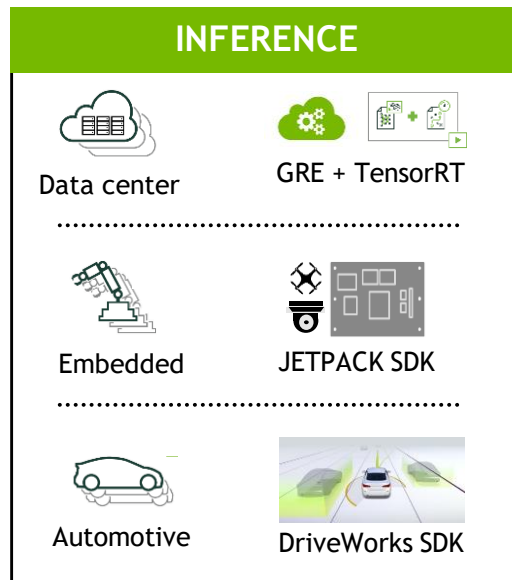 INFERENCE
Data center
GRE + TensorRT
Embedded
JETPACK SDK
Automotive
DriveWorks SDK